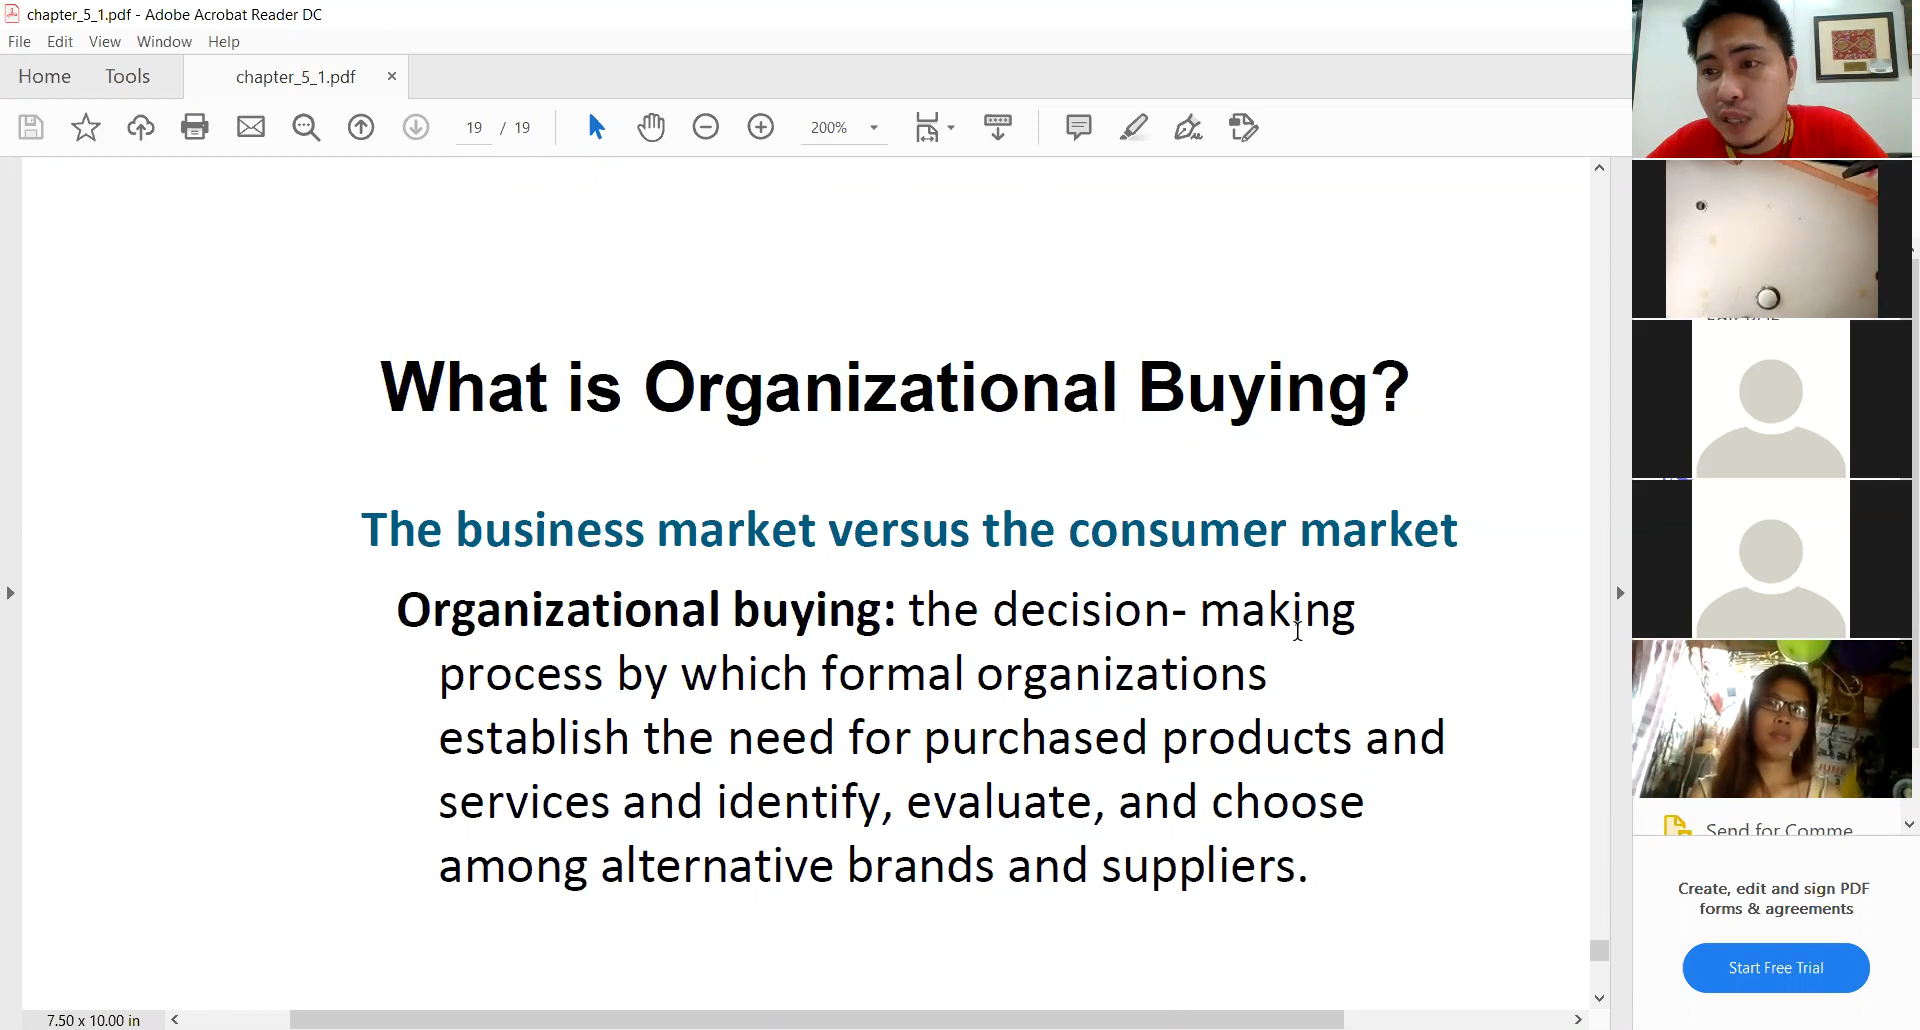 chapter_5_1.pdf - Adobe Acrobat Reader DC
File Edit View Window Help
Home Tools chapter_5_1.pdf
19 / 19 200%
What is Organizational Buying?
The business market versus the consumer market
Organizational buying: the decision- making
process by which formal organizations
establish the need for purchased products and
services and identify, evaluate, and choose
among alternative brands and suppliers.
JUNE
Send for Comme
Create, edit and sign PDF
forms & agreements
Start Free Trial
7.50 x 10.00 in